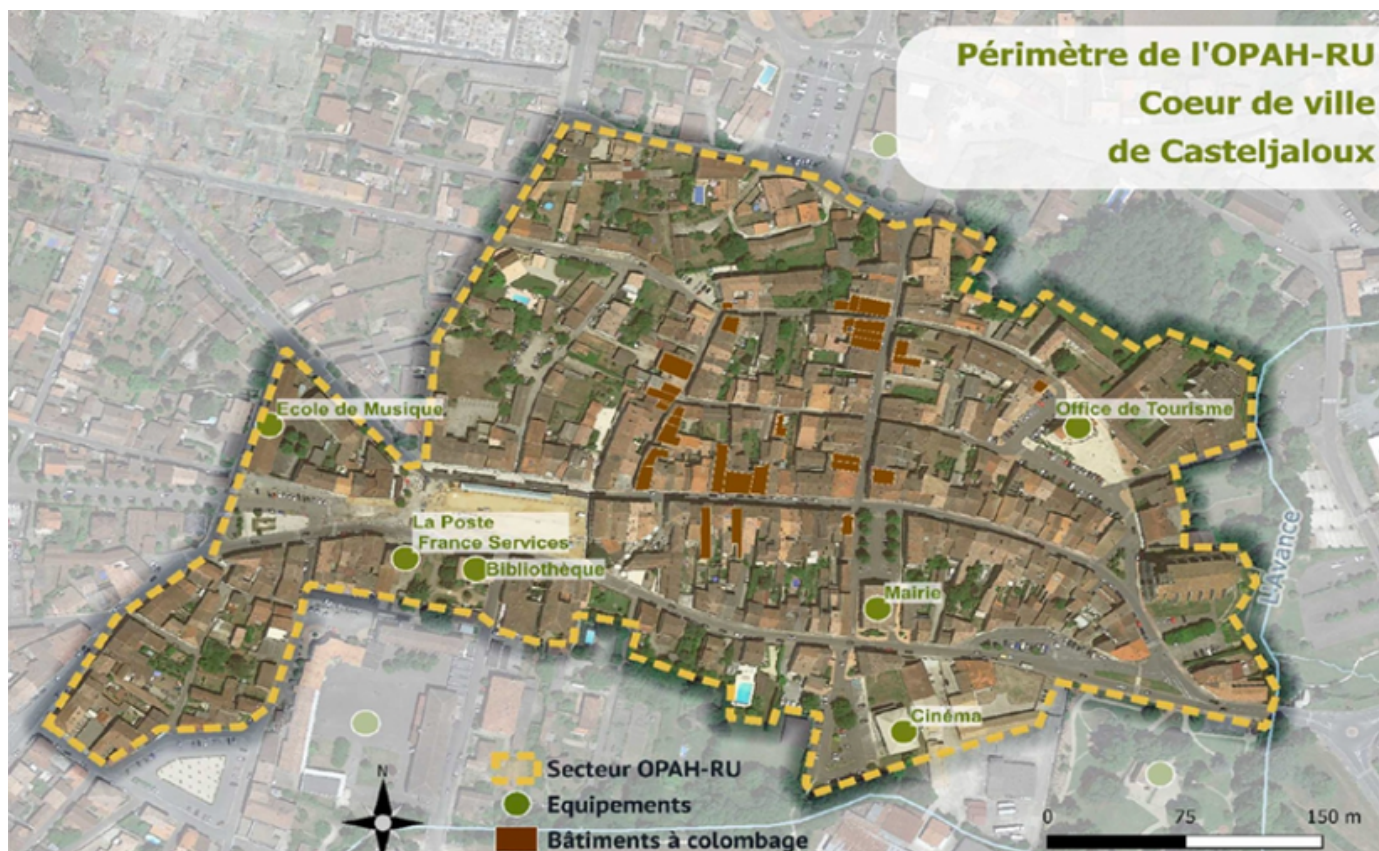 Périmètre de l'OPAH-RU
Coeur de ville
de Casteljaloux
Ecole de Musique
Office de Tourisme
La Poste
France Services
Bibliothèque
L'Avance
Mairie
Cinéma
N
Secteur OPAH-RU
Equipements
Bâtiments à colombage
0 75 150 m